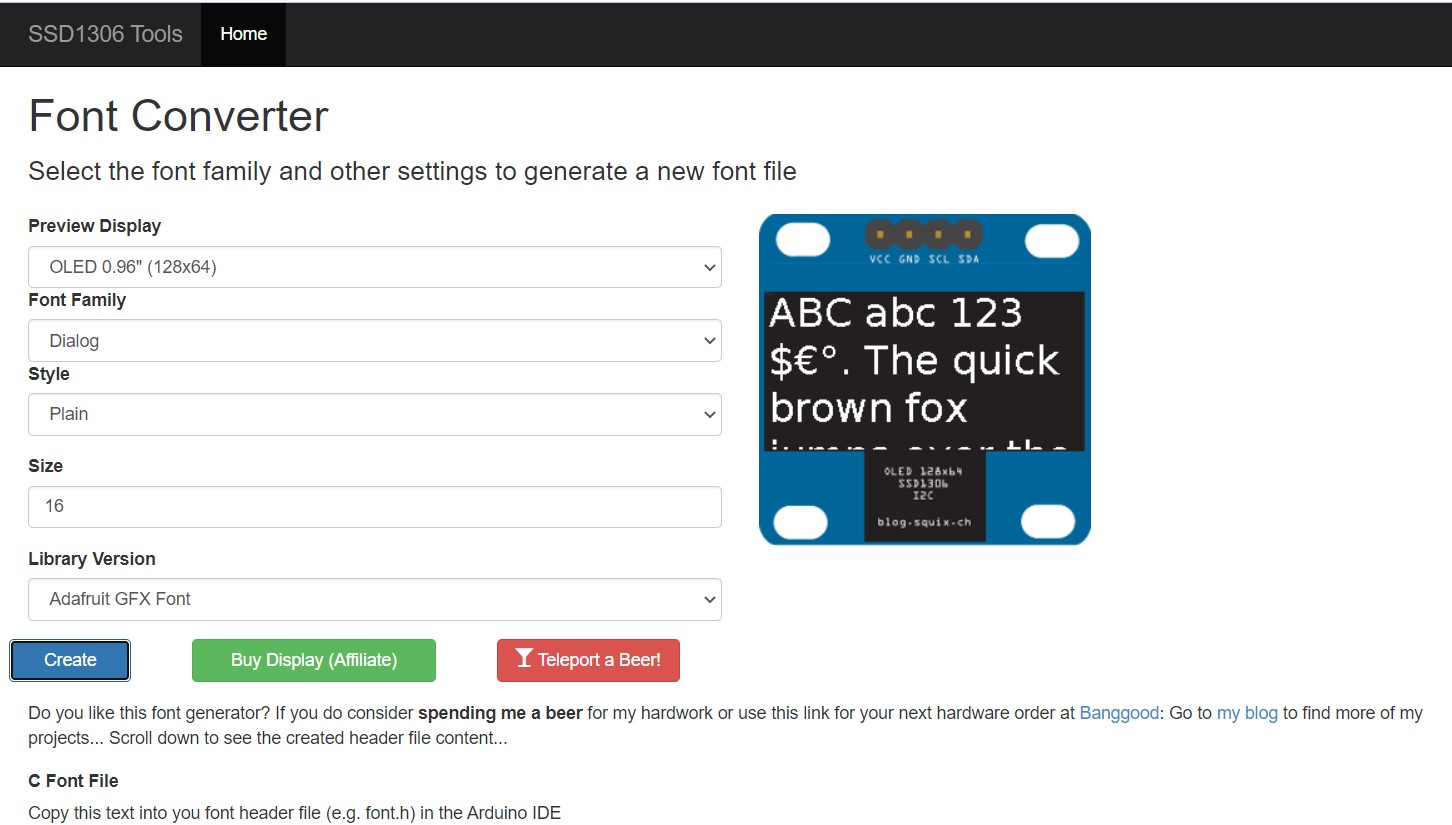 SSD1306 Tools Home
Font Converter
Select the font family and other settings to generate a new font file
Preview Display
OLED 0.96" (128x64)
Font Family
Dialog
Style
Plain
Size
16
Library Version
Adafruit GFX Font
VCC GND SCL SDA
ABC abc 123
$€°. The quick
brown fox
jumps over the
OLED 128x64
SSD1306
I2C
blog.squix.ch
Create Buy Display (Affiliate) Teleport a Beer!
Do you like this font generator? If you do consider spending me a beer for my hardwork or use this link for your next hardware order at Banggood: Go to my blog to find more of my
projects... Scroll down to see the created header file content...
C Font File
Copy this text into you font header file (e.g. font.h) in the Arduino IDE